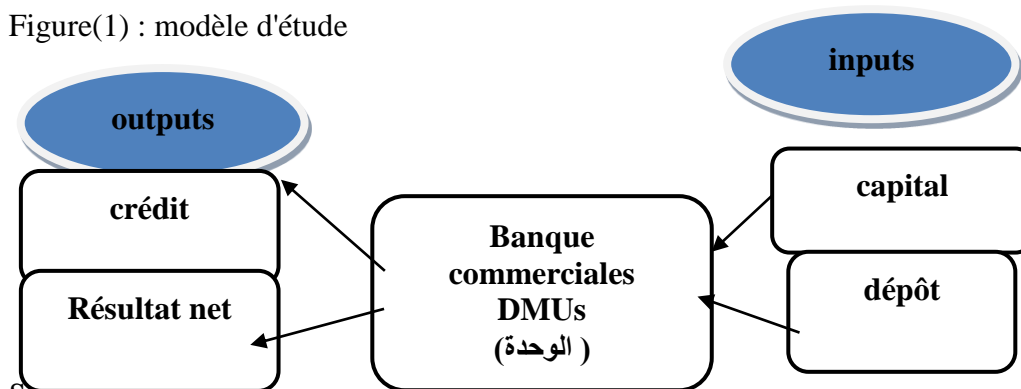 Figure(1) : modèle d'étude
inputs
outputs
capital
crédit
Banque
commerciales
DMUs
( الوحدة)
dépôt
Résultat net